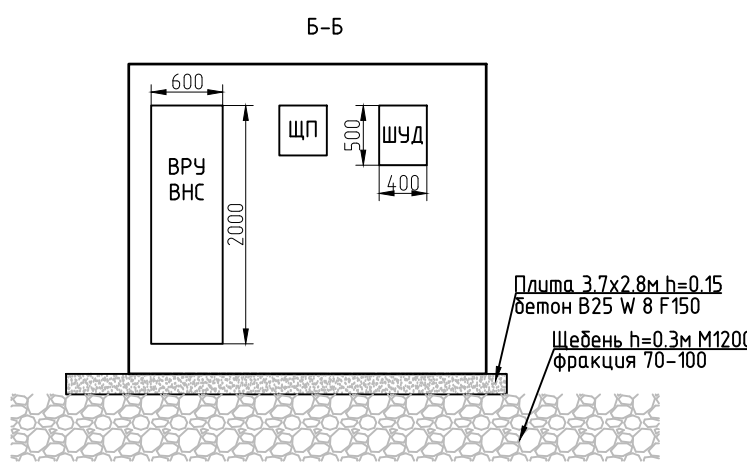 Б-Б
600
ЩП
500
ШУД
ВРУ
ВНС
400
2000
Плита 3.7х2.8м h=0.15
бетон В25 W 8 F150
Щебень h=0.3м М1200
фракция 70-100